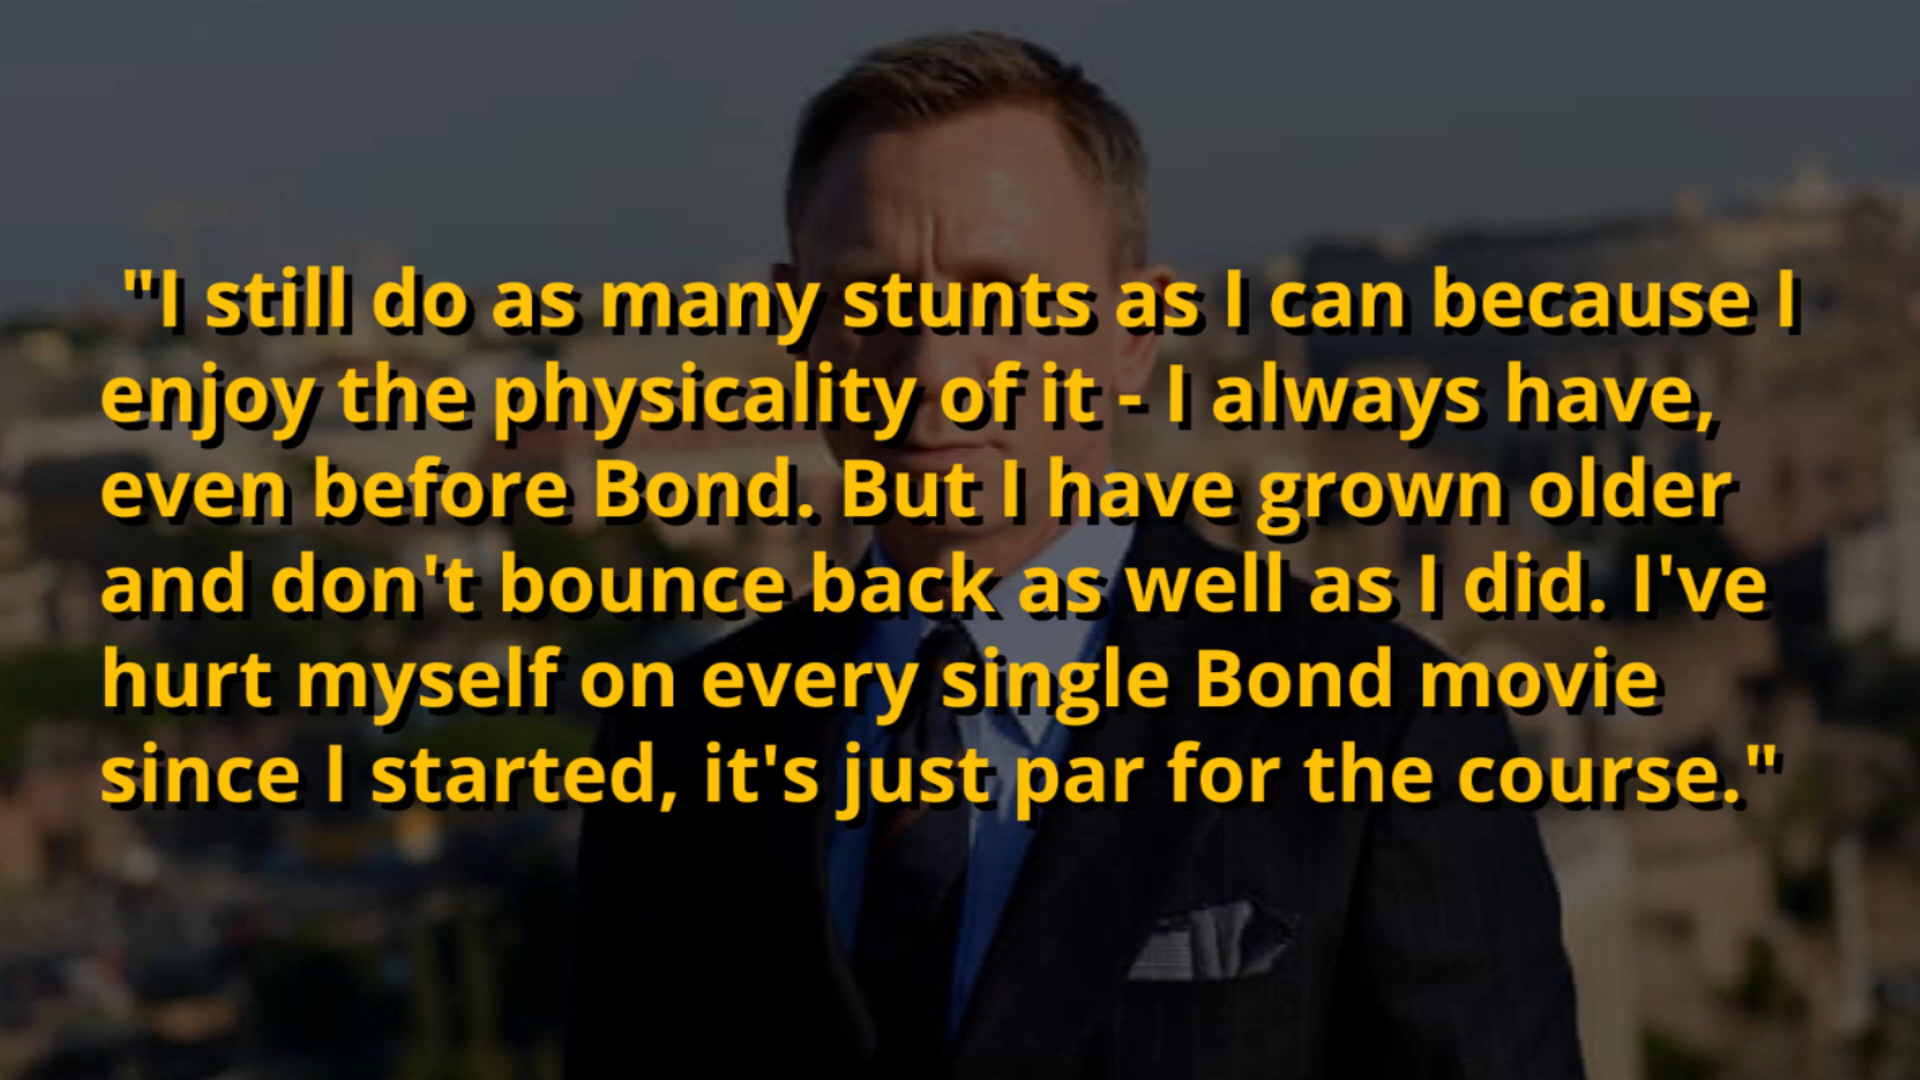 "I still do as many stunts as I can because I
enjoy the physicality of it - I always have,
even before Bond. But I have grown older
and don't bounce back as well as I did. I've
hurt myself on every single Bond movie
since I started, it's just par for the course."